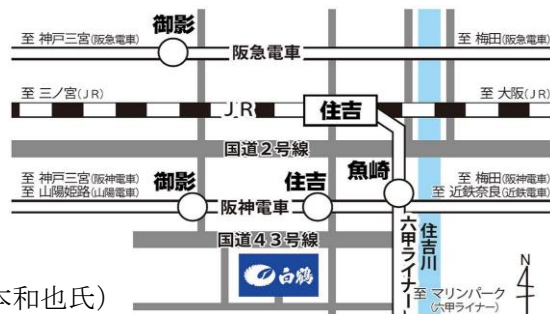 御影
至 神戸三宮(阪急電車)
阪急電車
至 梅田(阪急電車)
至 三ノ宮(JR)
JR
住吉
至 大阪(JR)
国道2号線
至 神戸三宮(阪神電車)
至 山陽姫路(山陽電車)
御影
住吉
魚崎
至 梅田(阪神電車)
至 近鉄奈良(近鉄電車)
阪神電車
国道43号線
六甲ライナー
住吉川
白鶴
至 マリンパーク
(六甲ライナー)
N
本和也氏)